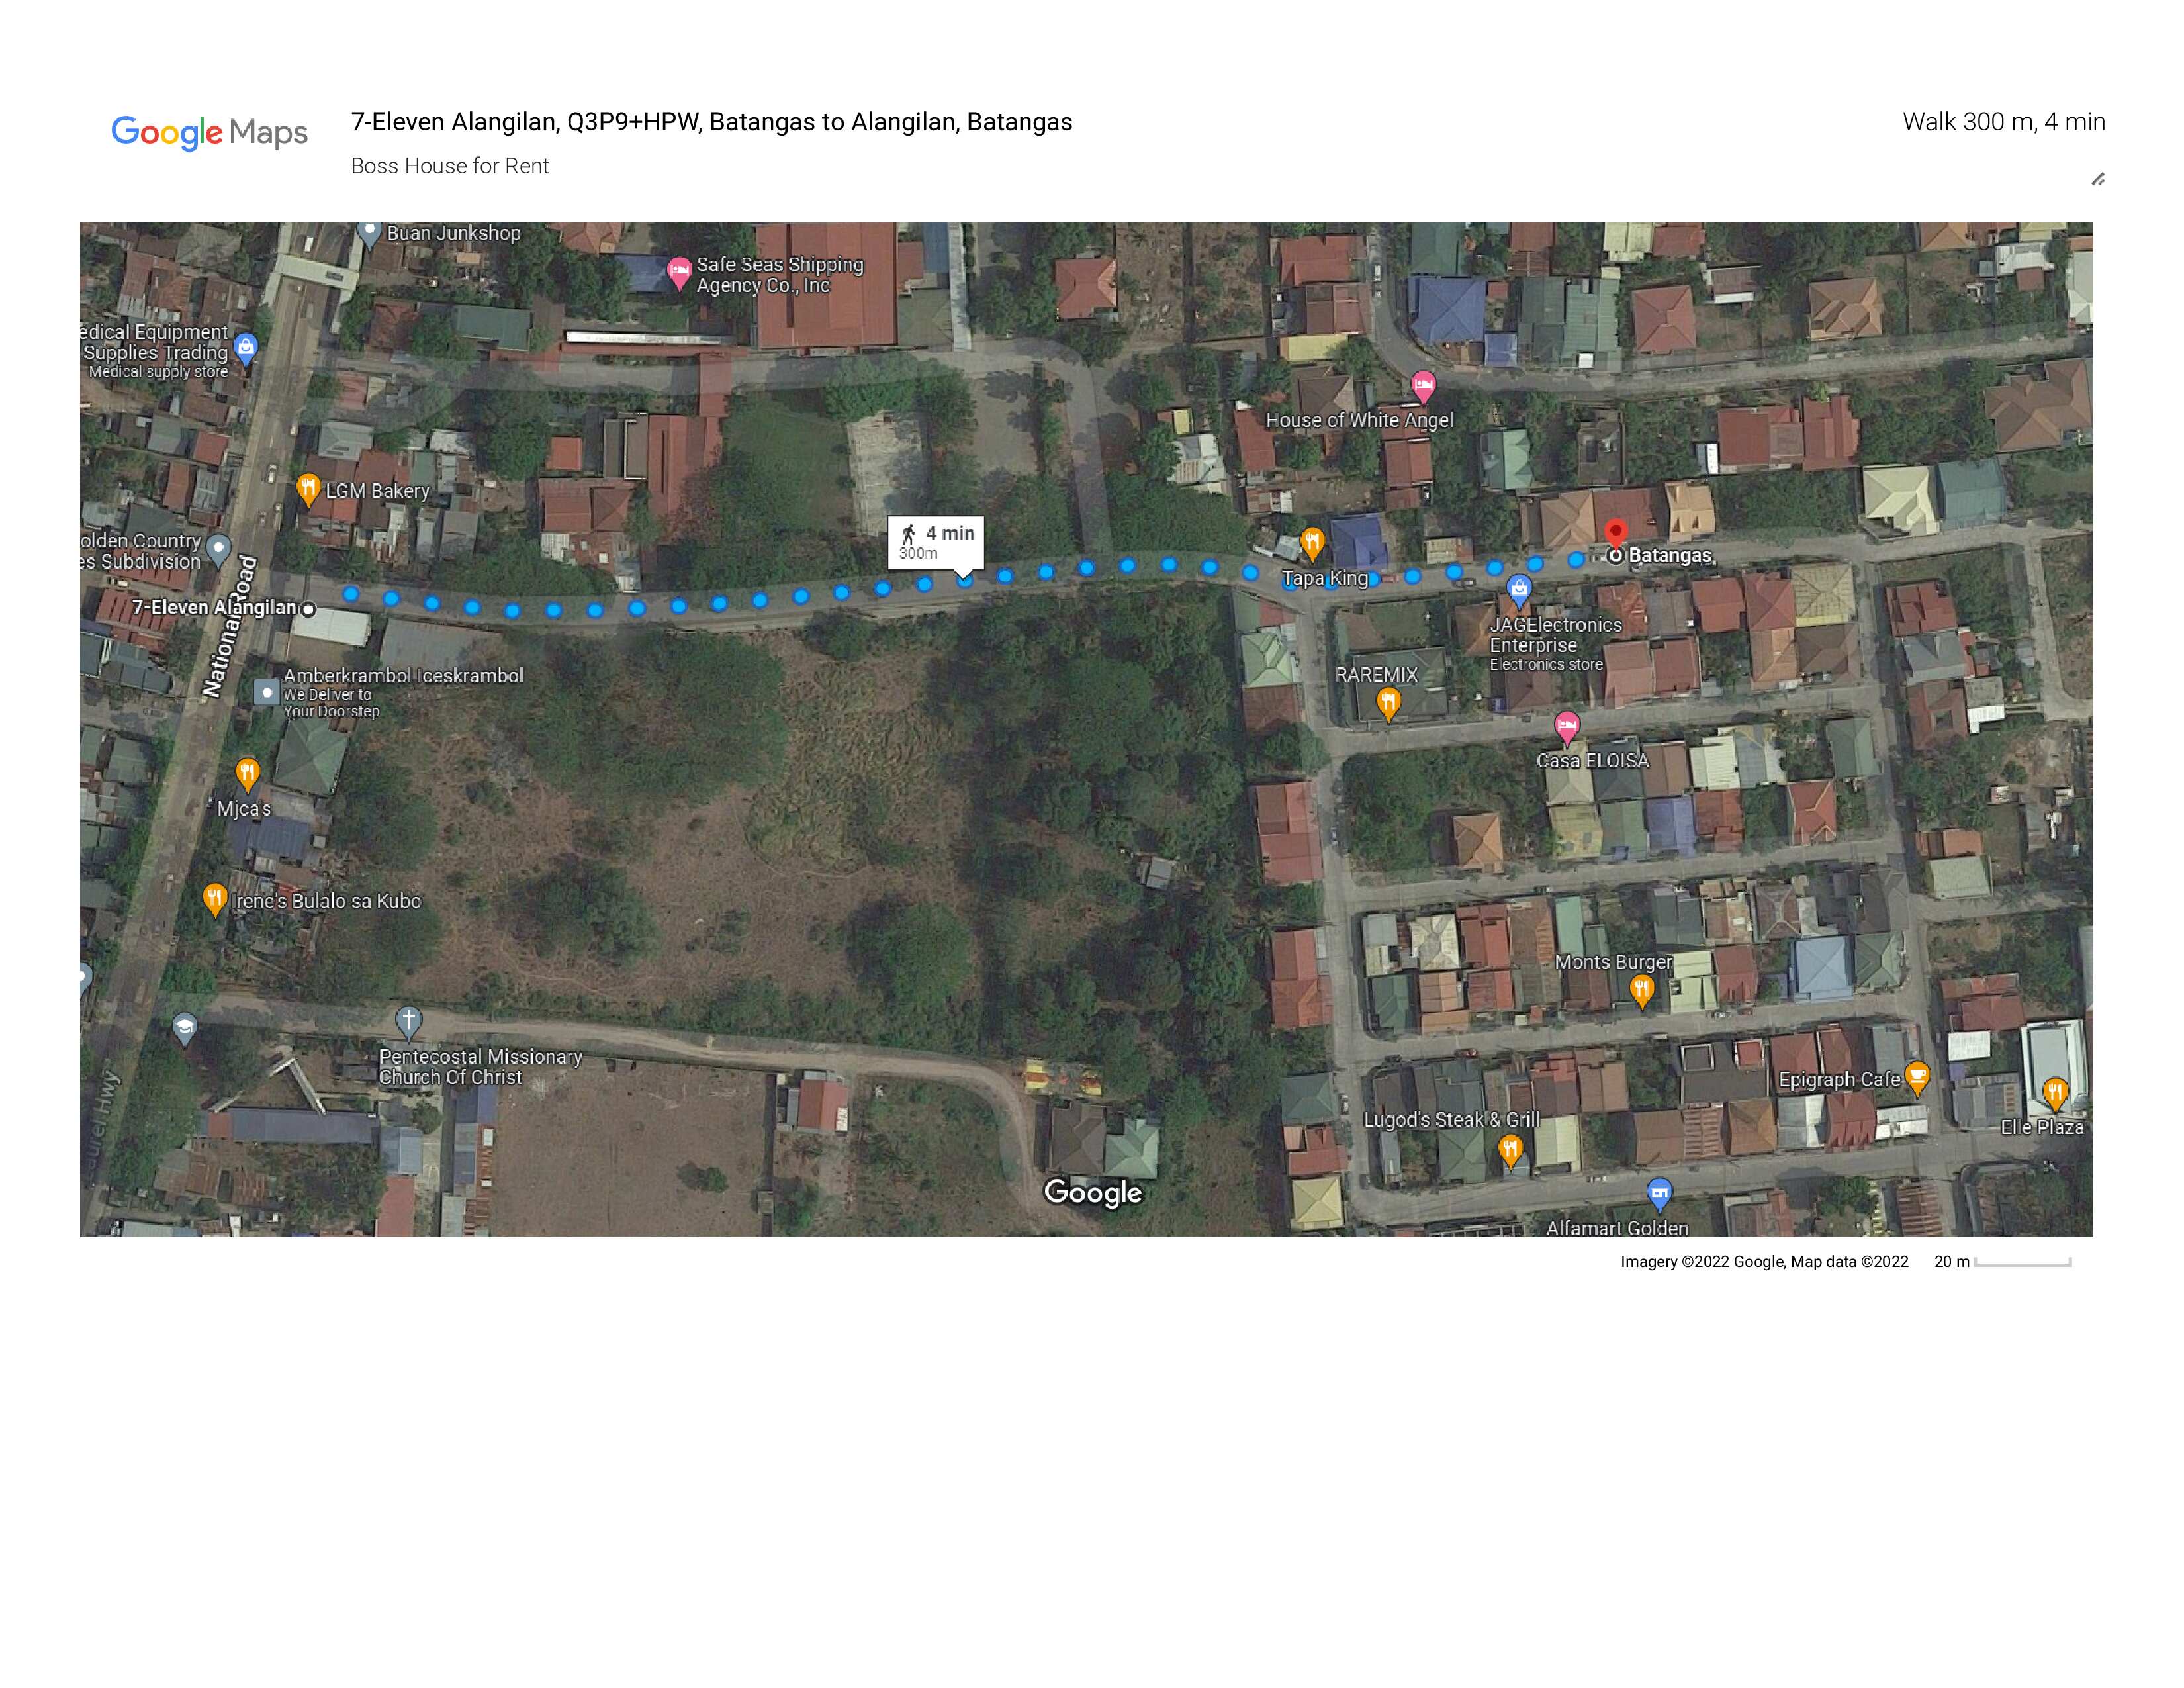 Google Maps
7-Eleven Alangilan, Q3P9+HPW, Batangas to Alangilan, Batangas
Walk 300 m, 4 min
Boss House for Rent
Buan Junkshop
Safe Seas Shipping
Agency Co., Inc
edical Equipment
Supplies Trading
Medical supply store
House of White Angel
LGM Bakery
olden Country
es Subdivision
4 min
300m
Batangas,
Tapa King
7-Eleven Alangilan
National Road
JAGElectronics
Enterprise
Electronics store
Amberkrambol Iceskrambol
We Deliver to
Your Doorstep
RAREMIX
Casa ELOISA
Mjca's
Irene's Bulalo sa Kubo
Monts Burger
Pentecostal Missionary
Church Of Christ
Epigraph Cafe
Lugod's Steak & Grill
Elle Plaza
aurel Hwy
Google
Alfamart Golden
Imagery ©2022 Google, Map data ©2022
20 m